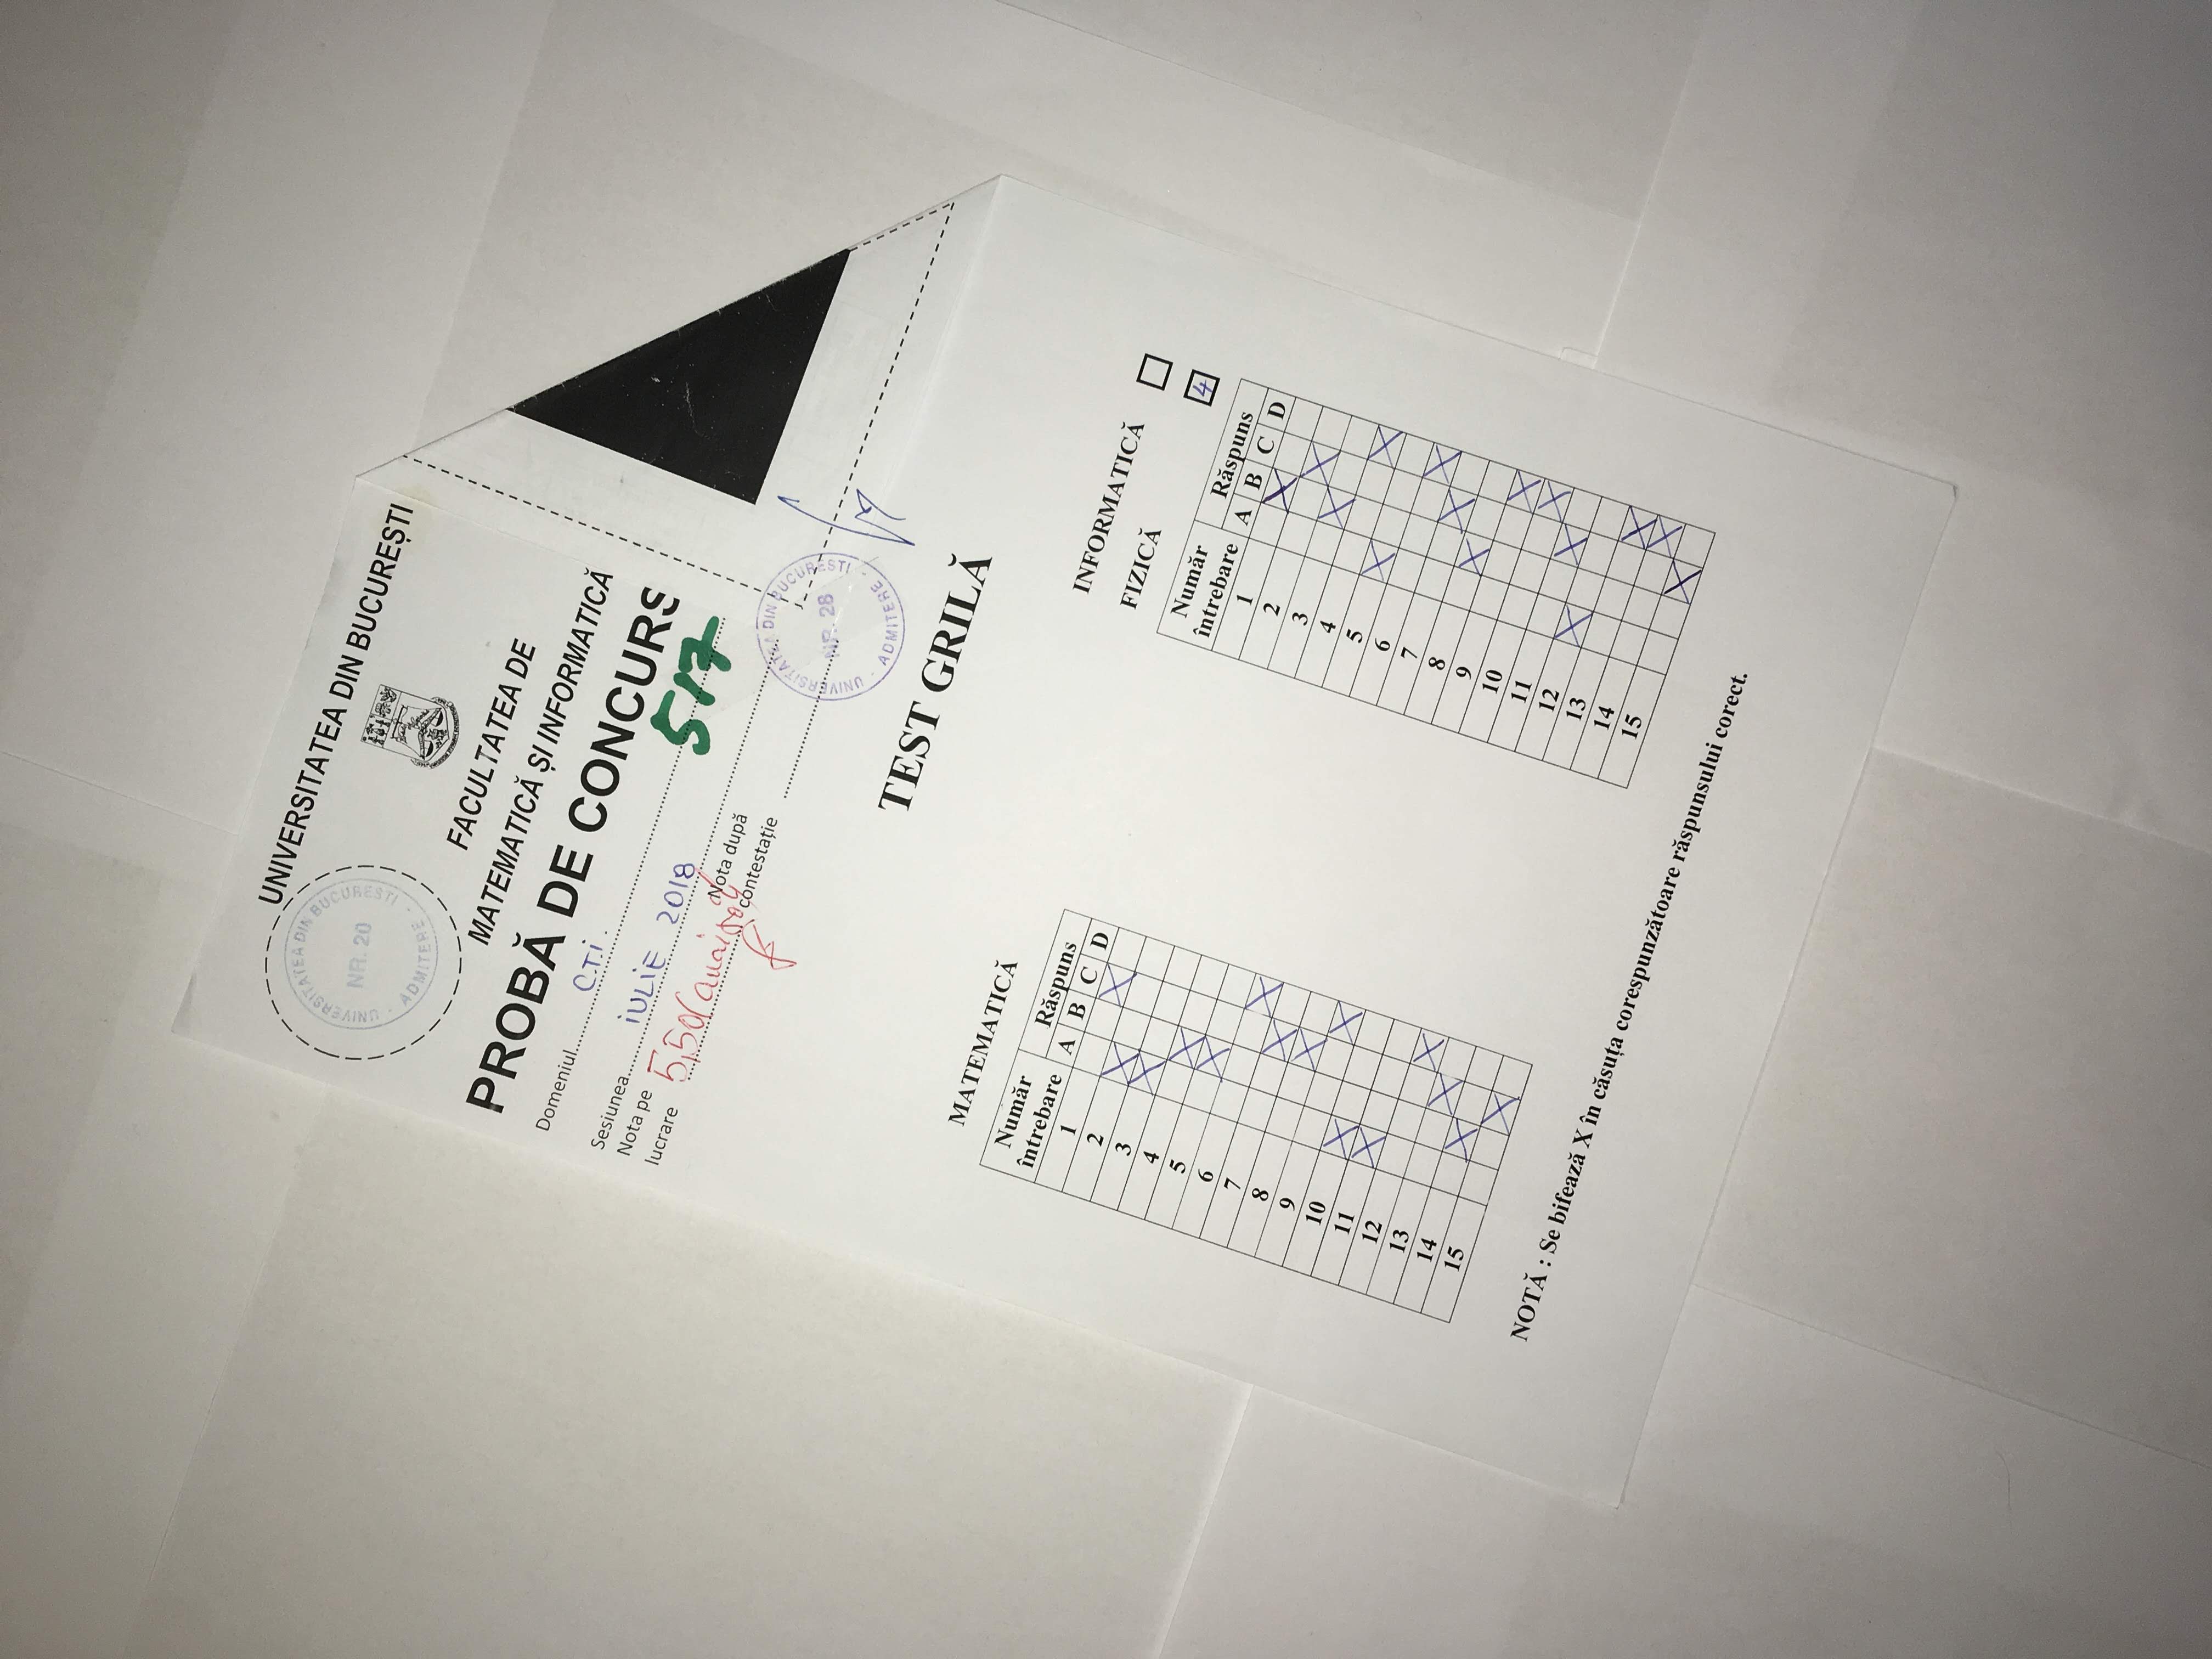 UNIVERSITATEA DIN BUCUREȘTI
UNIVERSITATEA DIN BUCUREȘTI
NR. 20
· ADMITERE ·
FACULTATEA DE
MATEMATICĂ ȘI INFORMATICĂ
PROBĂ DE CONCURS
Domeniul.......... C.T.i.
Sesiunea.......... iULiE 2018
517
Nota pe lucrare 5,50
Nota după contestație
UNIVERSITATEA DIN BUCUREȘTI
NR. 28
· ADMITERE ·
TEST GRILĂ
MATEMATICĂ
Număr întrebare Răspuns
A B C D
1
2
3
4
5
6
7
8
9
10
11
12
13
14
15
INFORMATICĂ
FIZICĂ 4
Număr întrebare Răspuns
A B C D
1
2
3
4
5
6
7
8
9
10
11
12
13
14
15
NOTĂ : Se bifează X în căsuța corespunzătoare răspunsului corect.